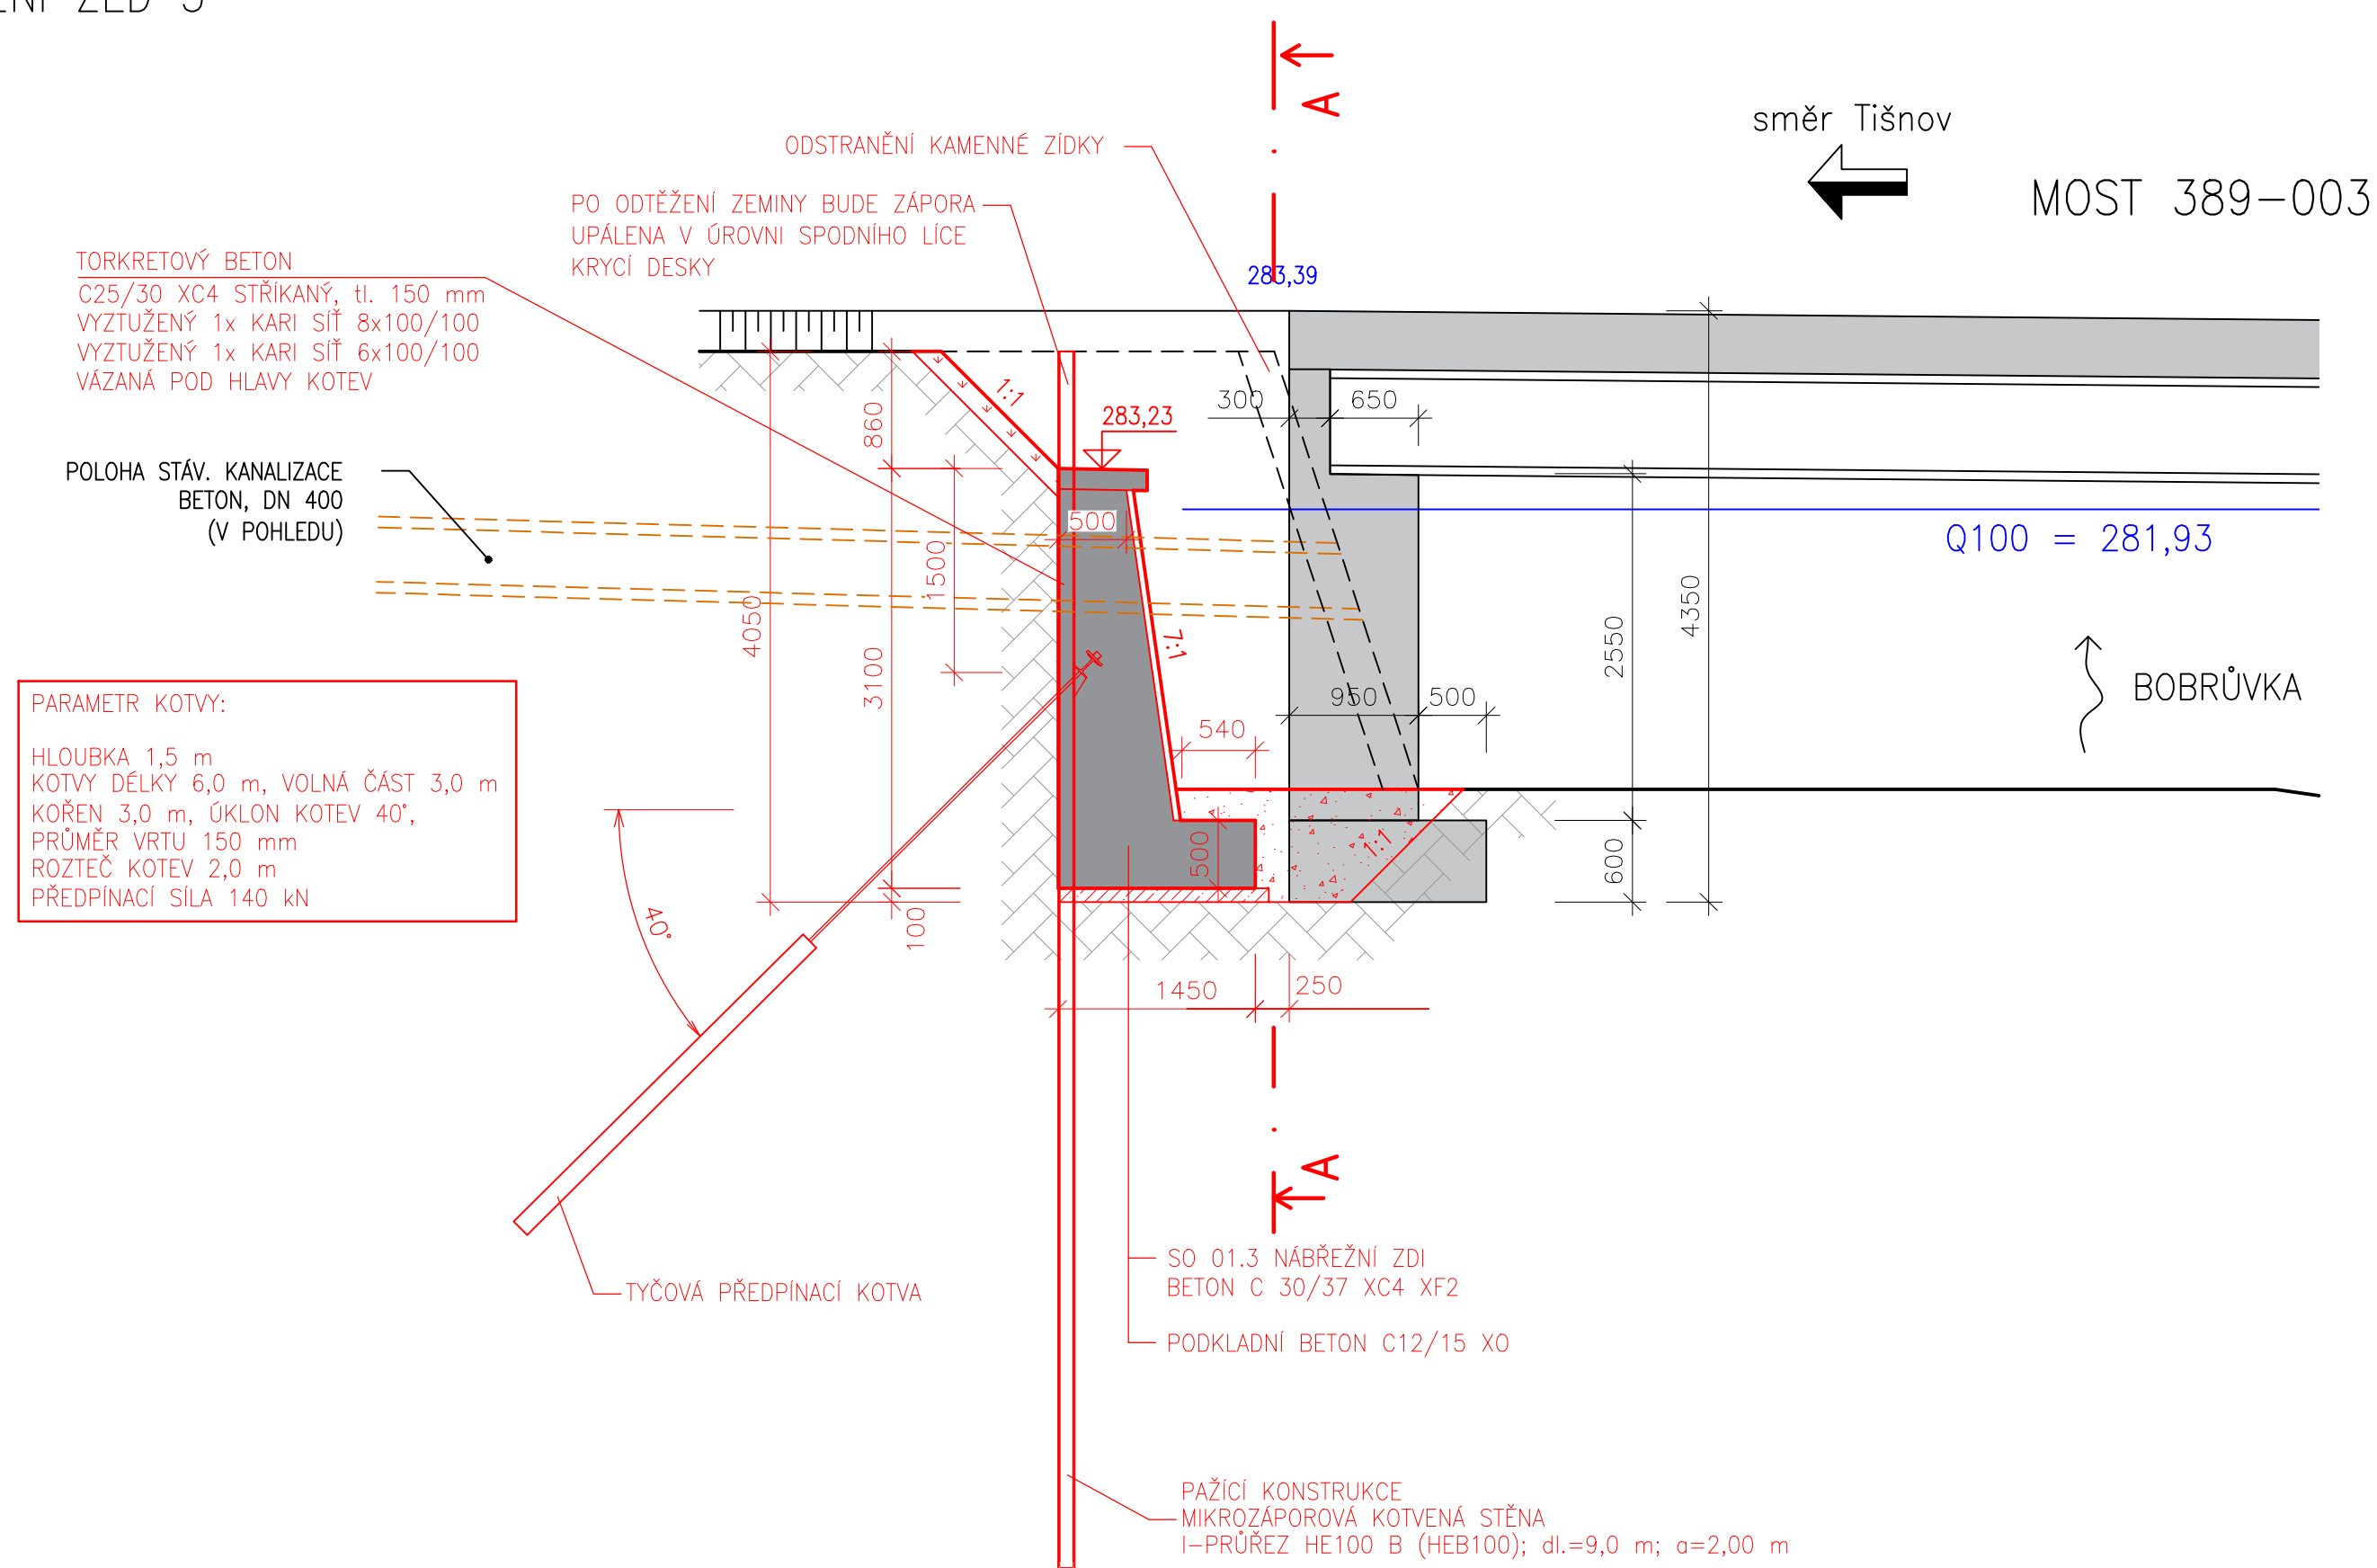 ZEĎ 3
A
směr Tišnov
MOST 389-003
ODSTRANĚNÍ KAMENNÉ ZÍDKY
PO ODTĚŽENÍ ZEMINY BUDE ZÁPORA
UPÁLENA V ÚROVNI SPODNÍHO LÍCE
KRYCÍ DESKY
TORKRETOVÝ BETON
C25/30 XC4 STŘÍKANÝ, tl. 150 mm
VYZTUŽENÝ 1x KARI SÍŤ 8x100/100
VYZTUŽENÝ 1x KARI SÍŤ 6x100/100
VÁZANÁ POD HLAVY KOTEV
283,39
1:1
300
650
860
283,23
POLOHA STÁV. KANALIZACE
BETON, DN 400
(V POHLEDU)
500
1500
Q100 = 281,93
4050
3100
7:1
2550
4350
BOBRŮVKA
950
500
540
PARAMETR KOTVY:
HLOUBKA 1,5 m
KOTVY DÉLKY 6,0 m, VOLNÁ ČÁST 3,0 m
KOŘEN 3,0 m, ÚKLON KOTEV 40°,
PRŮMĚR VRTU 150 mm
ROZTEČ KOTEV 2,0 m
PŘEDPÍNACÍ SÍLA 140 kN
500
1:1
600
40°
100
1450
250
A
SO 01.3 NÁBŘEŽNÍ ZDI
BETON C 30/37 XC4 XF2
TYČOVÁ PŘEDPÍNACÍ KOTVA
PODKLADNÍ BETON C12/15 XO
PAŽÍCÍ KONSTRUKCE
MIKROZÁPOROVÁ KOTVENÁ STĚNA
I-PRŮŘEZ HE100 B (HEB100); dl.=9,0 m; a=2,00 m